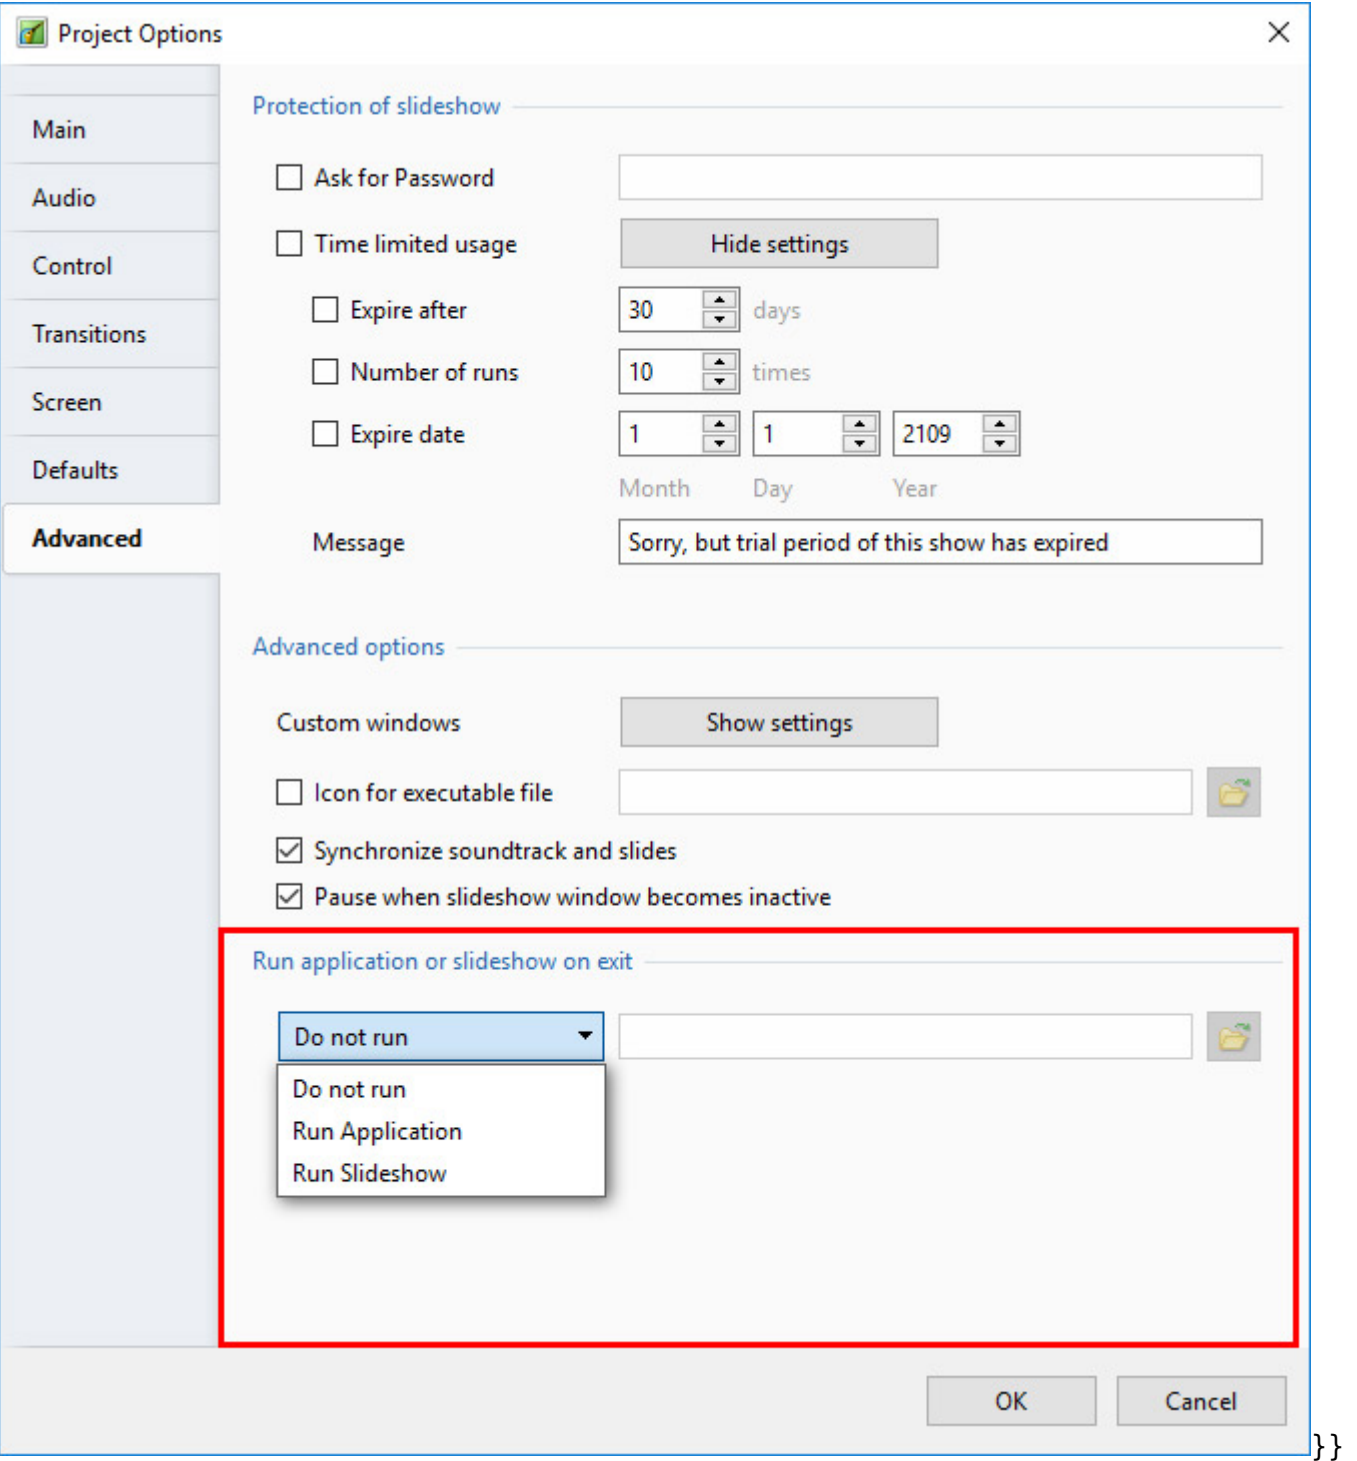 Project Options
Main
Audio
Control
Transitions
Screen
Defaults
Advanced
Protection of slideshow
Ask for Password
Time limited usage Hide settings
Expire after 30 days
Number of runs 10 times
Expire date 1 1 2109
Month Day Year
Message Sorry, but trial period of this show has expired
Advanced options
Custom windows Show settings
Icon for executable file
Synchronize soundtrack and slides
Pause when slideshow window becomes inactive
Run application or slideshow on exit
Do not run
Do not run
Run Application
Run Slideshow
OK Cancel
}}